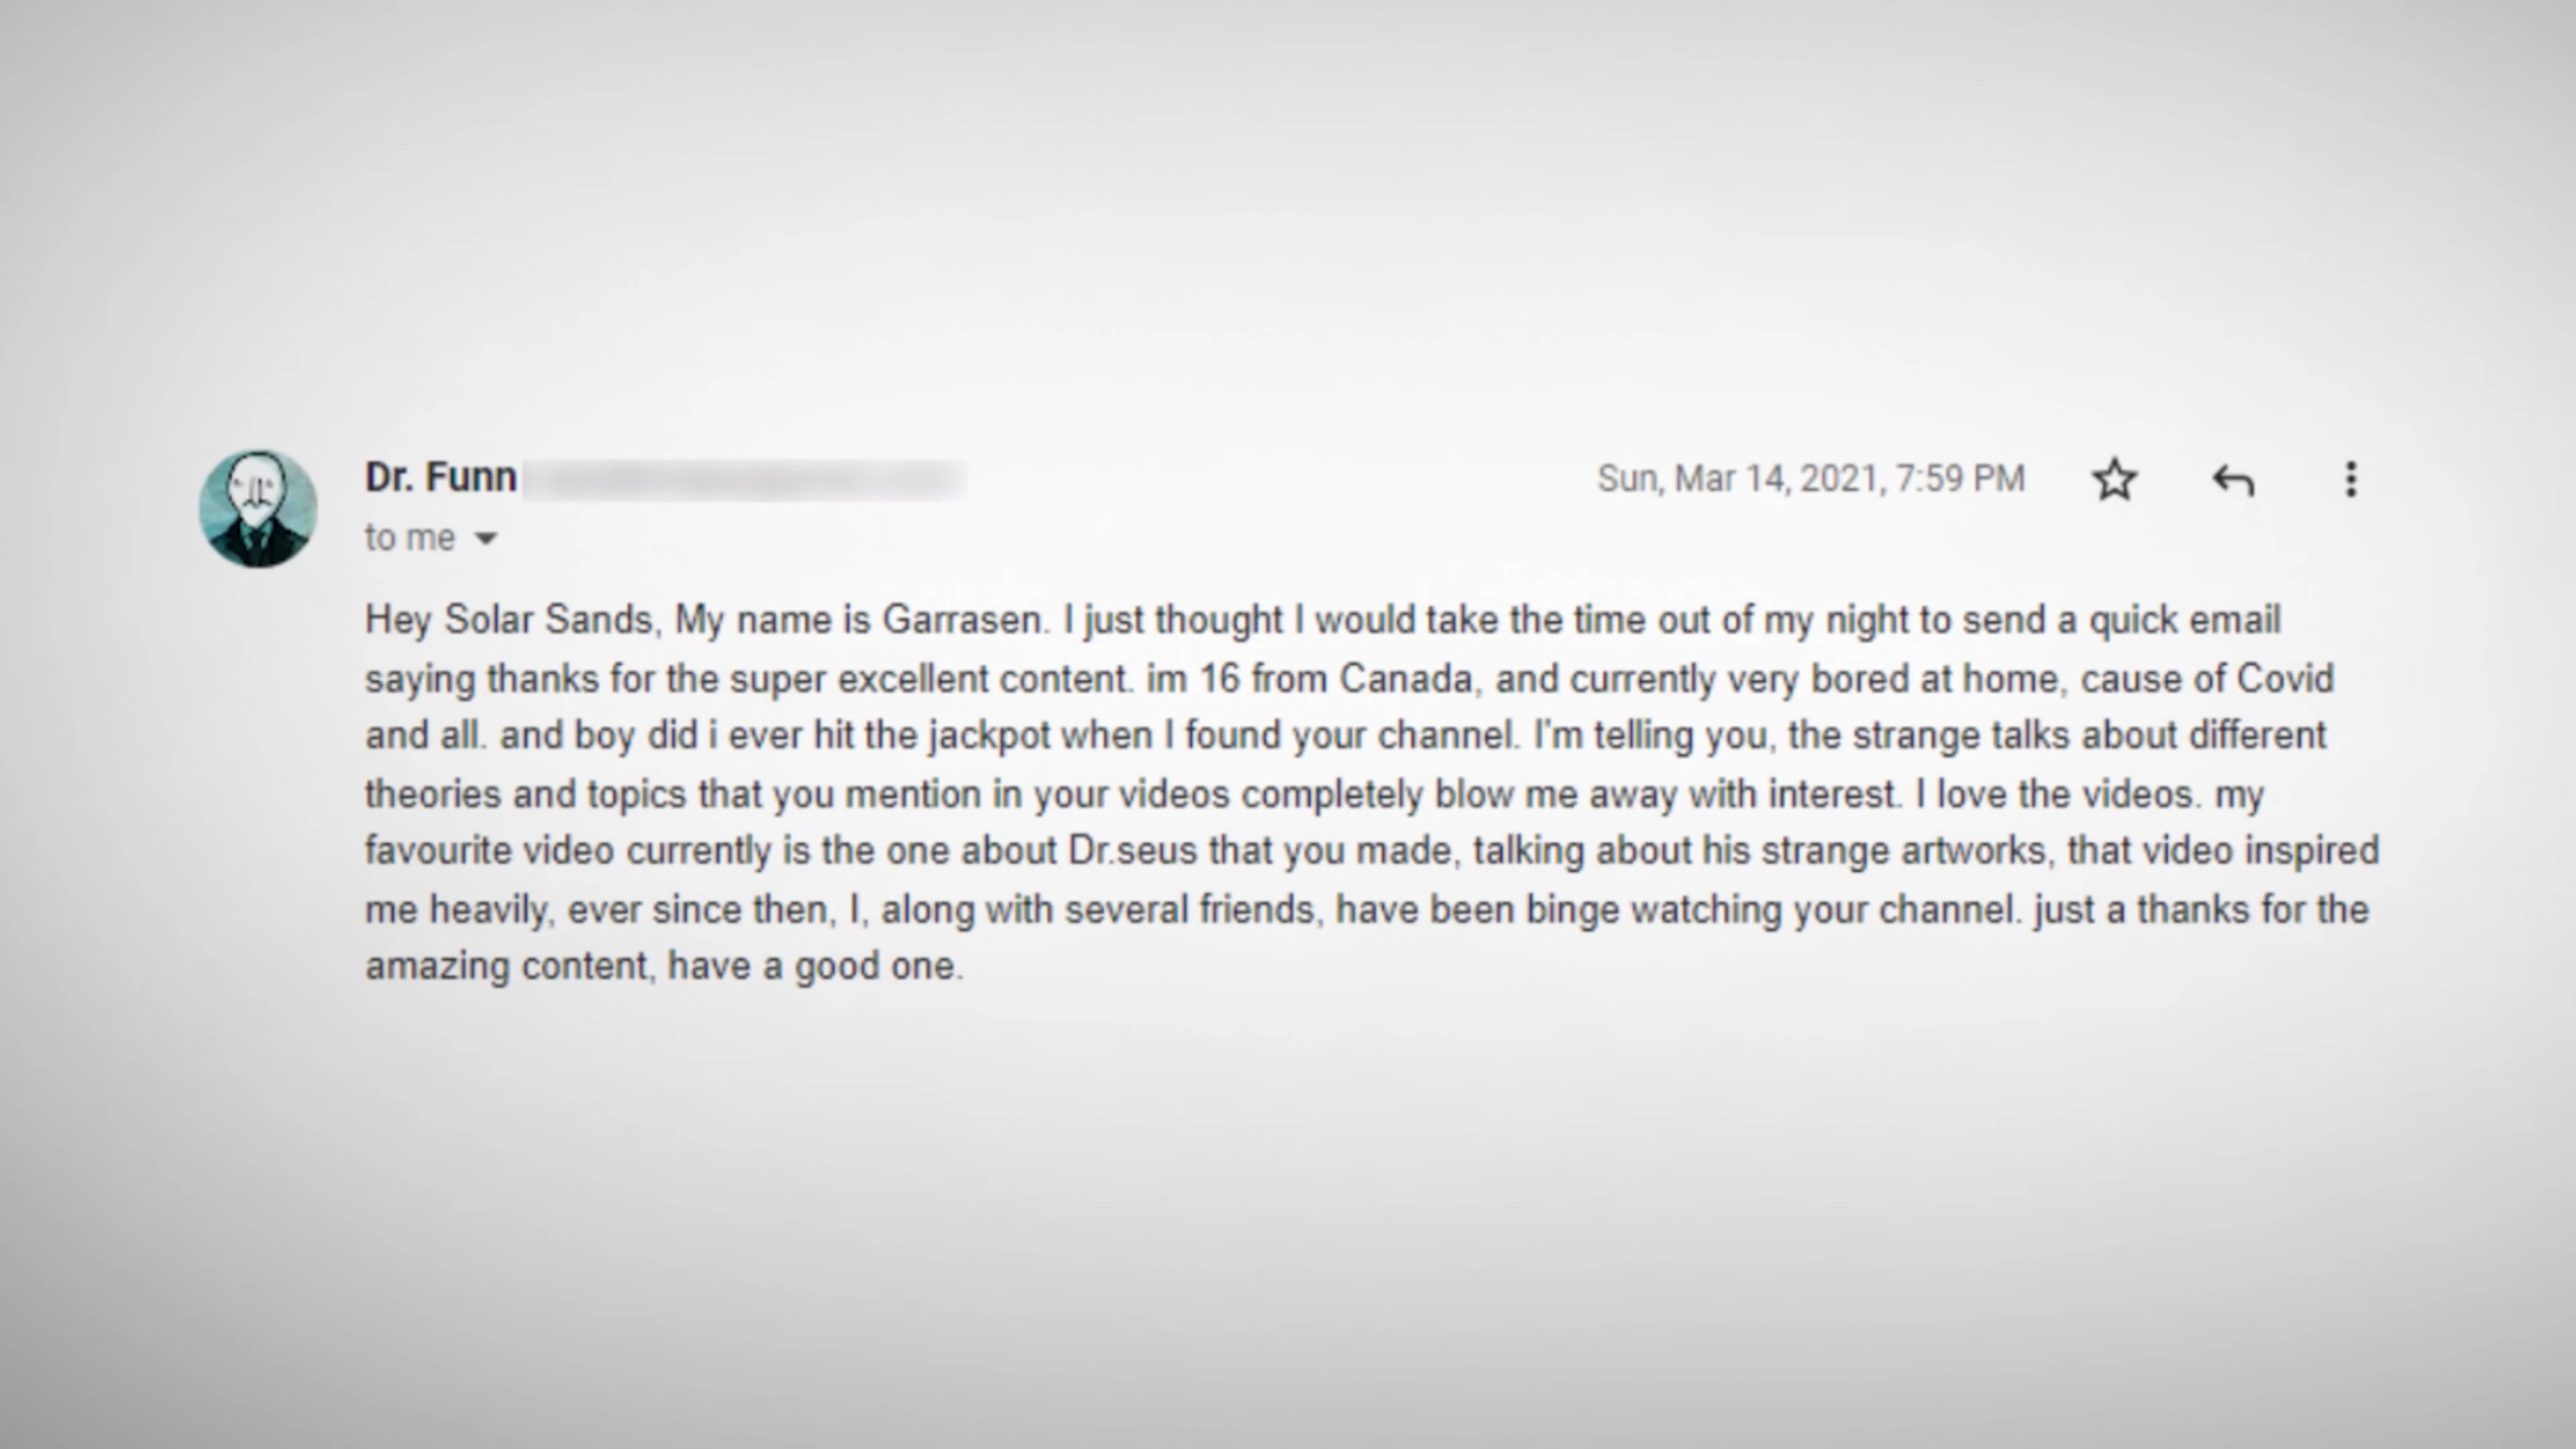 Dr. Funn
Sun, Mar 14, 2021, 7:59 PM
to me
Hey Solar Sands, My name is Garrasen. I just thought I would take the time out of my night to send a quick email
saying thanks for the super excellent content. im 16 from Canada, and currently very bored at home, cause of Covid
and all. and boy did i ever hit the jackpot when I found your channel. I'm telling you, the strange talks about different
theories and topics that you mention in your videos completely blow me away with interest. I love the videos. my
favourite video currently is the one about Dr.seus that you made, talking about his strange artworks, that video inspired
me heavily, ever since then, I, along with several friends, have been binge watching your channel. just a thanks for the
amazing content, have a good one.